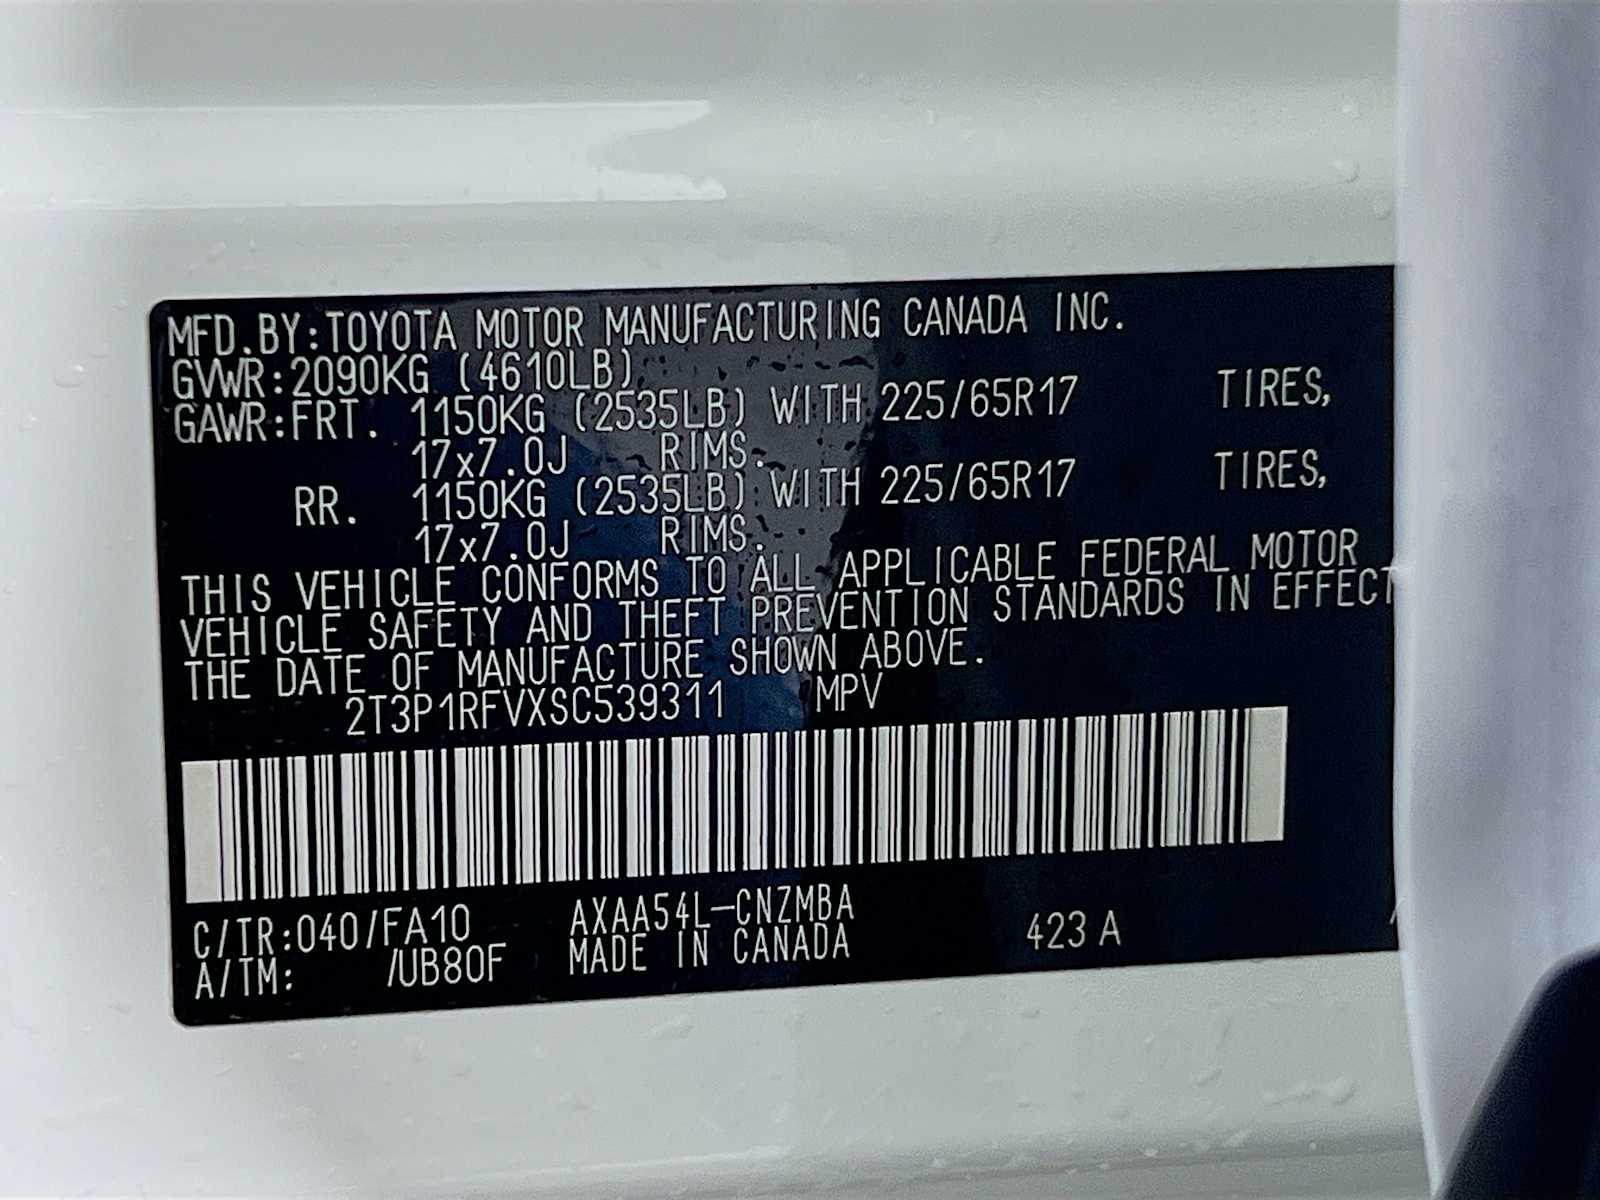 MFD.BY:TOYOTA MOTOR MANUFACTURING CANADA INC.
GVWR:2090KG (4610LB)
GAWR:FRT. 1150KG (2535LB) WITH 225/65R17 TIRES,
17x7.0J RIMS.
RR. 1150KG (2535LB) WITH 225/65R17 TIRES,
17x7.0J RIMS.
THIS VEHICLE CONFORMS TO ALL APPLICABLE FEDERAL MOTOR
VEHICLE SAFETY AND THEFT PREVENTION STANDARDS IN EFFECT
THE DATE OF MANUFACTURE SHOWN ABOVE.
2T3P1RFVXSC539311 MPV
C/TR:040/FA10 AXAA54L-CNZMBA
A/TM: /UB80F MADE IN CANADA 423 A